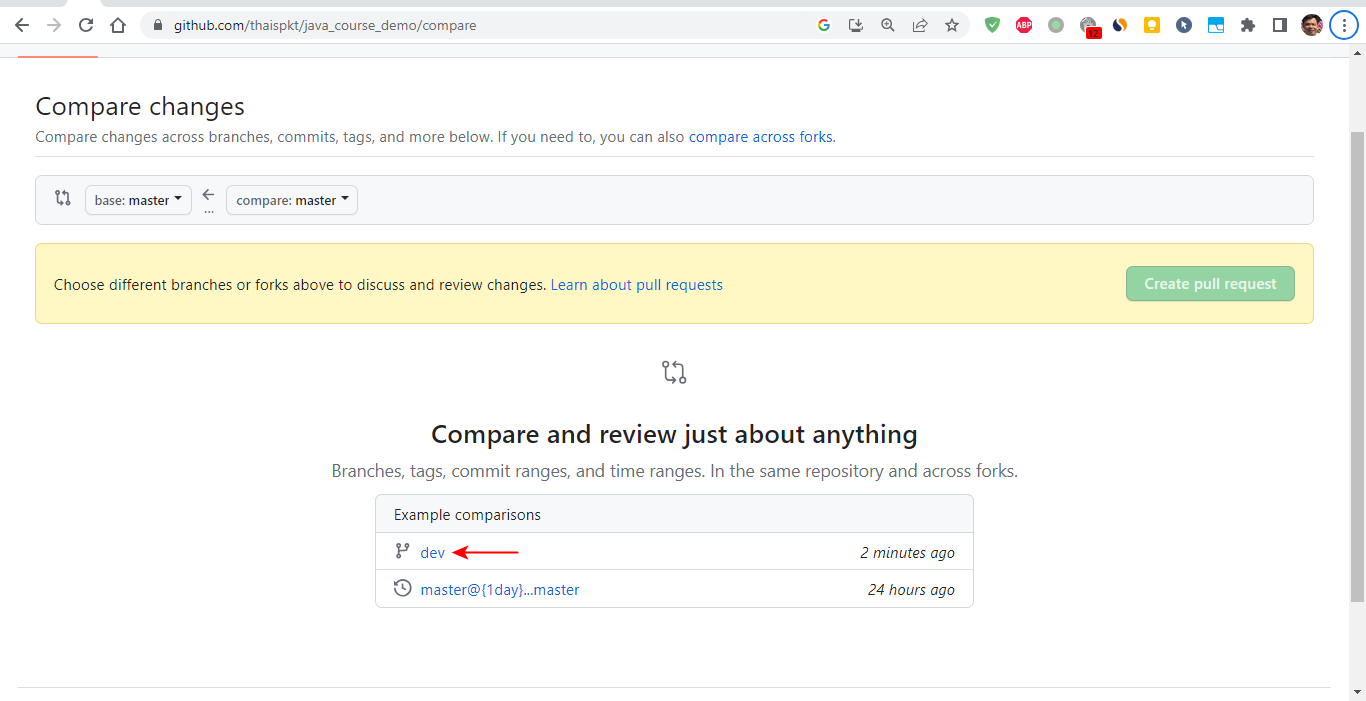 github.com/thaispkt/java_course_demo/compare
ABP
12
Compare changes
Compare changes across branches, commits, tags, and more below. If you need to, you can also compare across forks.
base: master
...
compare: master
Choose different branches or forks above to discuss and review changes. Learn about pull requests
Create pull request
Compare and review just about anything
Branches, tags, commit ranges, and time ranges. In the same repository and across forks.
Example comparisons
dev 2 minutes ago
master@{1day}...master 24 hours ago